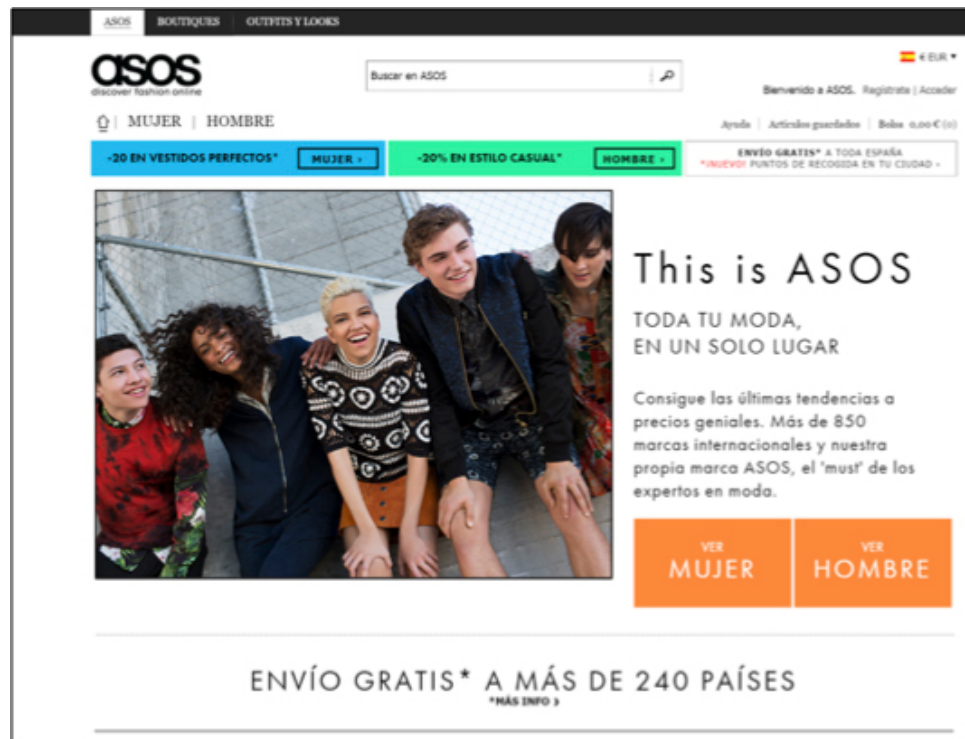 ASOS BOUTIQUES OUTFITS Y LOOKS
asos
discover fashion online
Buscar en ASOS
€ EUR
Bienvenido a ASOS. Regístrate | Acceder
MUJER | HOMBRE
Ayuda | Artículos guardados | Bolsa 0,00 € (0)
-20 EN VESTIDOS PERFECTOS* MUJER ›
-20% EN ESTILO CASUAL* HOMBRE ›
ENVÍO GRATIS* A TODA ESPAÑA
*¡NUEVO! PUNTOS DE RECOGIDA EN TU CIUDAD ›
This is ASOS
TODA TU MODA,
EN UN SOLO LUGAR
Consigue las últimas tendencias a
precios geniales. Más de 850
marcas internacionales y nuestra
propia marca ASOS, el 'must' de los
expertos en moda.
VER
MUJER
VER
HOMBRE
ENVÍO GRATIS* A MÁS DE 240 PAÍSES
*MÁS INFO ›